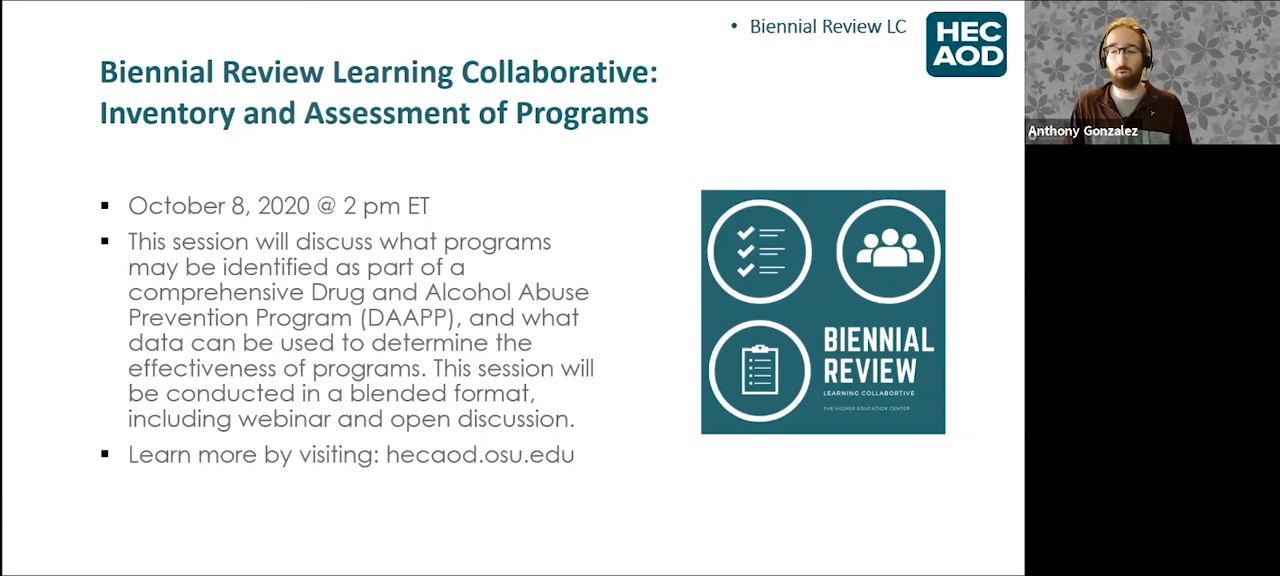 • Biennial Review LC
HEC
AOD
Biennial Review Learning Collaborative:
Inventory and Assessment of Programs
▪ October 8, 2020 @ 2 pm ET
▪ This session will discuss what programs
may be identified as part of a
comprehensive Drug and Alcohol Abuse
Prevention Program (DAAPP), and what
data can be used to determine the
effectiveness of programs. This session will
be conducted in a blended format,
including webinar and open discussion.
▪ Learn more by visiting: hecaod.osu.edu
BIENNIAL
REVIEW
LEARNING COLLABORTIVE
THE HIGHER EDUCATION CENTER
Anthony Gonzalez